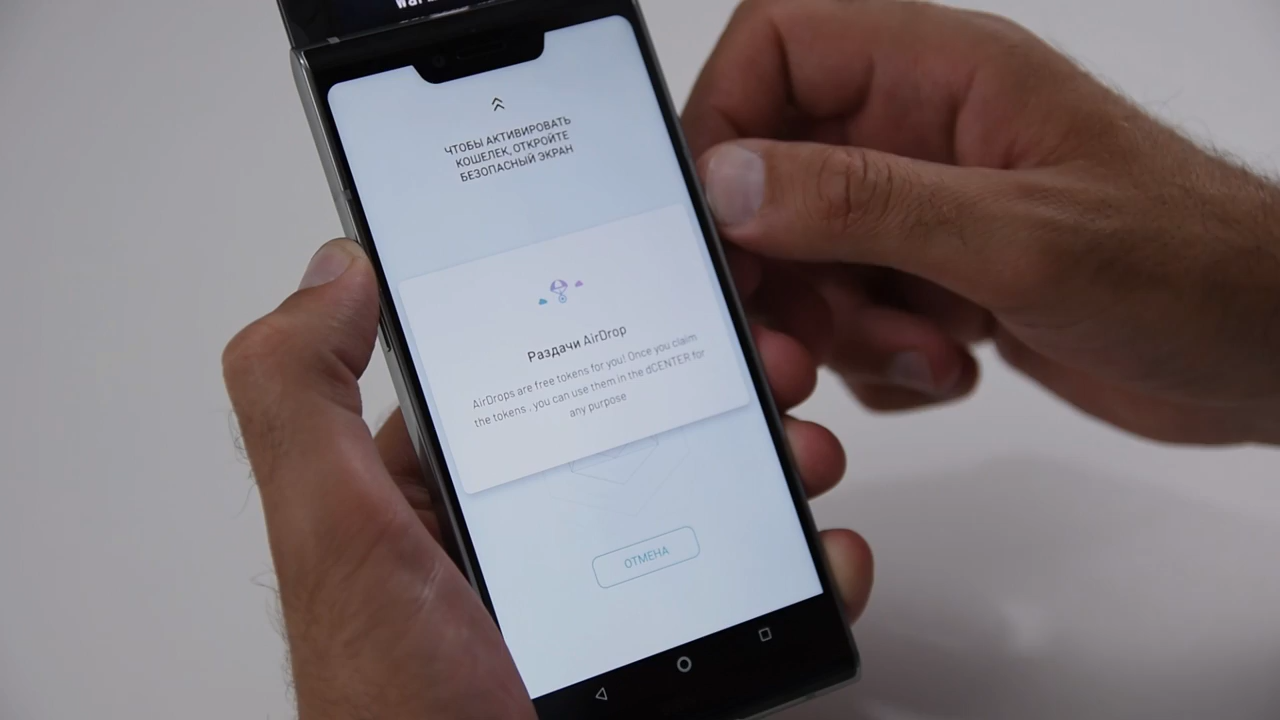 ЧТОБЫ АКТИВИРОВАТЬ
КОШЕЛЕК, ОТКРОЙТЕ
БЕЗОПАСНЫЙ ЭКРАН
Раздачи AirDrop
AirDrops are free tokens for you! Once you claim
the tokens , you can use them in the dCENTER for
any purpose
ОТМЕНА